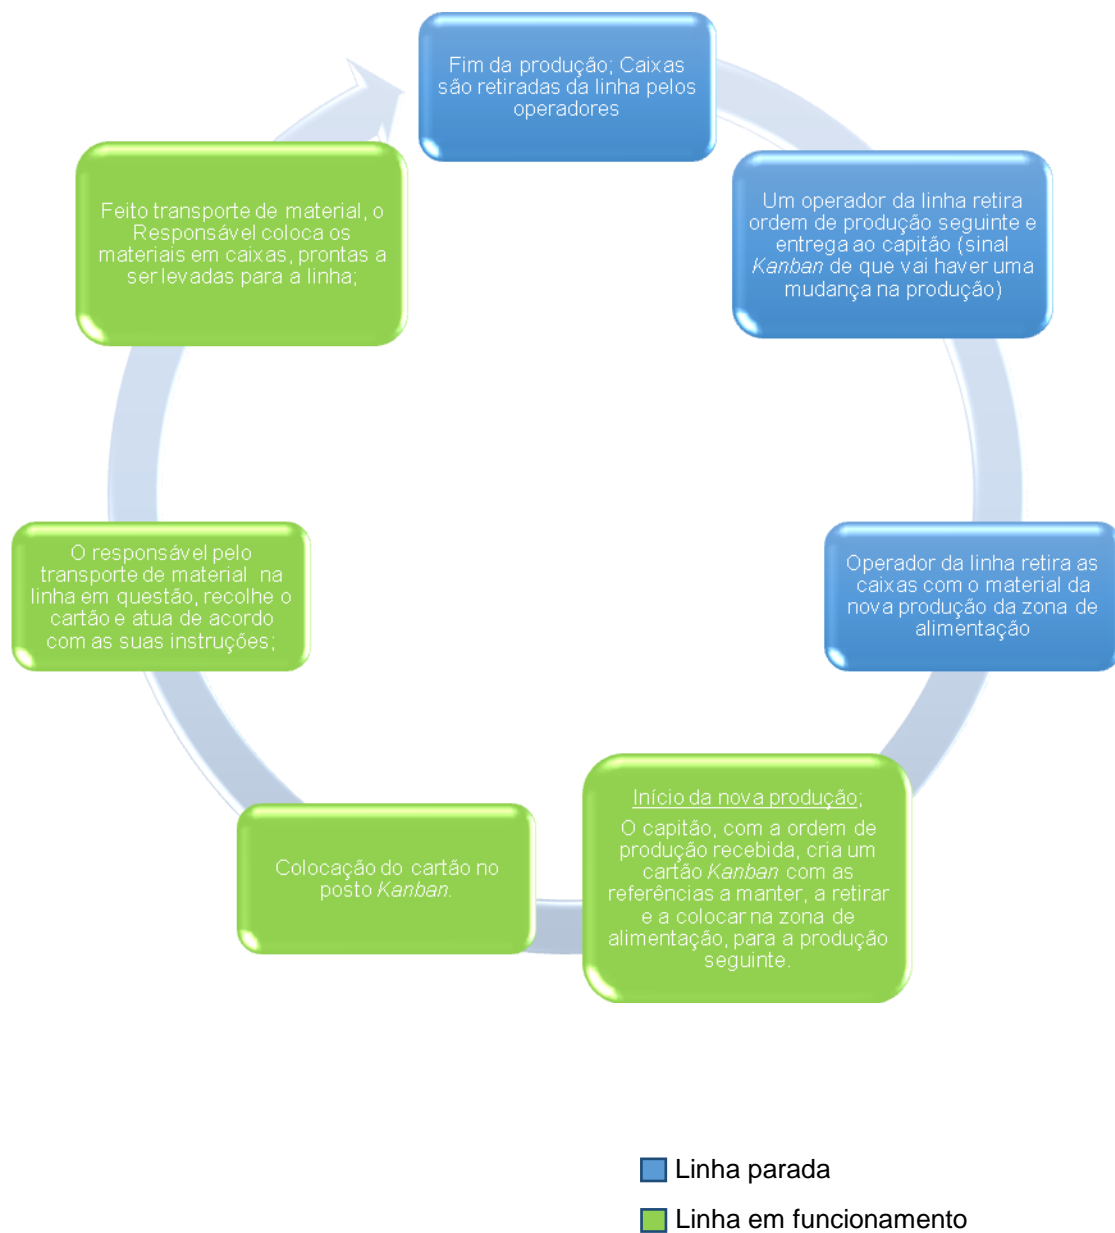 Fim da produção; Caixas
são retiradas da linha pelos
operadores
Um operador da linha retira
ordem de produção seguinte e
entrega ao capitão (sinal
Kanban de que vai haver uma
mudança na produção)
Operador da linha retira as
caixas com o material da
nova produção da zona de
alimentação
Início da nova produção;
O capitão, com a ordem de
produção recebida, cria um
cartão Kanban com as
referências a manter, a retirar
e a colocar na zona de
alimentação, para a produção
seguinte.
Colocação do cartão no
posto Kanban.
O responsável pelo
transporte de material na
linha em questão, recolhe o
cartão e atua de acordo
com as suas instruções;
Feito transporte de material, o
Responsável coloca os
materiais em caixas, prontas a
ser levadas para a linha;
Linha parada
Linha em funcionamento